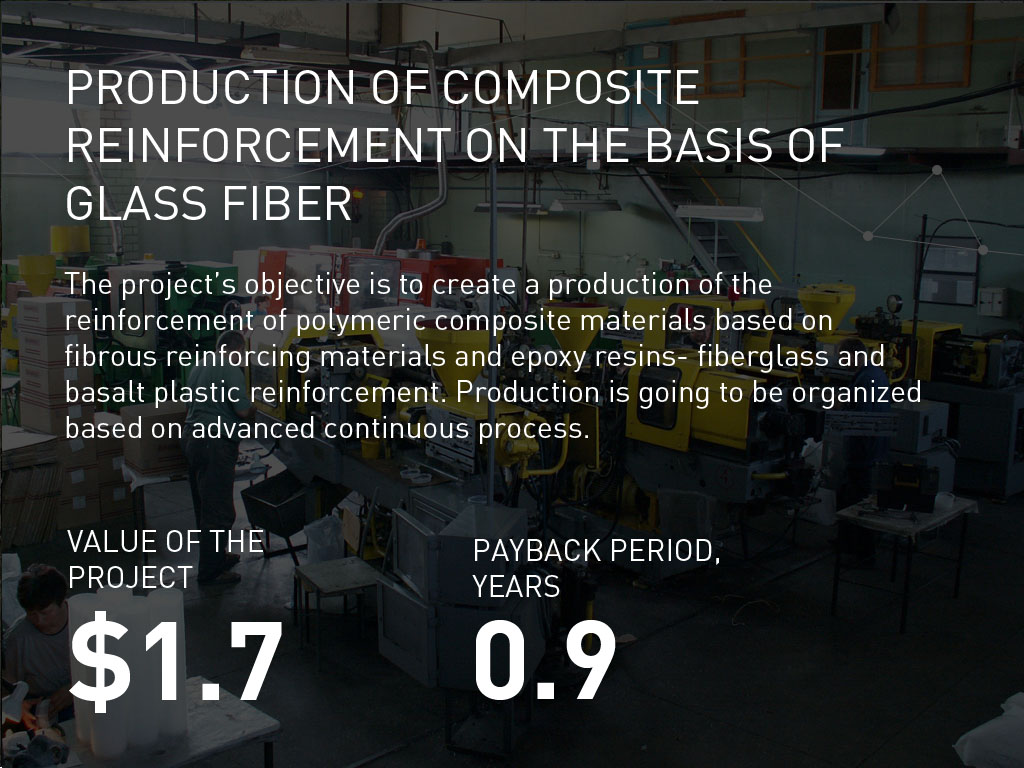 PRODUCTION OF COMPOSITE
REINFORCEMENT ON THE BASIS OF
GLASS FIBER
The project's objective is to create a production of the
reinforcement of polymeric composite materials based on
fibrous reinforcing materials and epoxy resins- fiberglass and
basalt plastic reinforcement. Production is going to be organized
based on advanced continuous process.
VALUE OF THE
PROJECT
$1.7
PAYBACK PERIOD,
YEARS
0.9